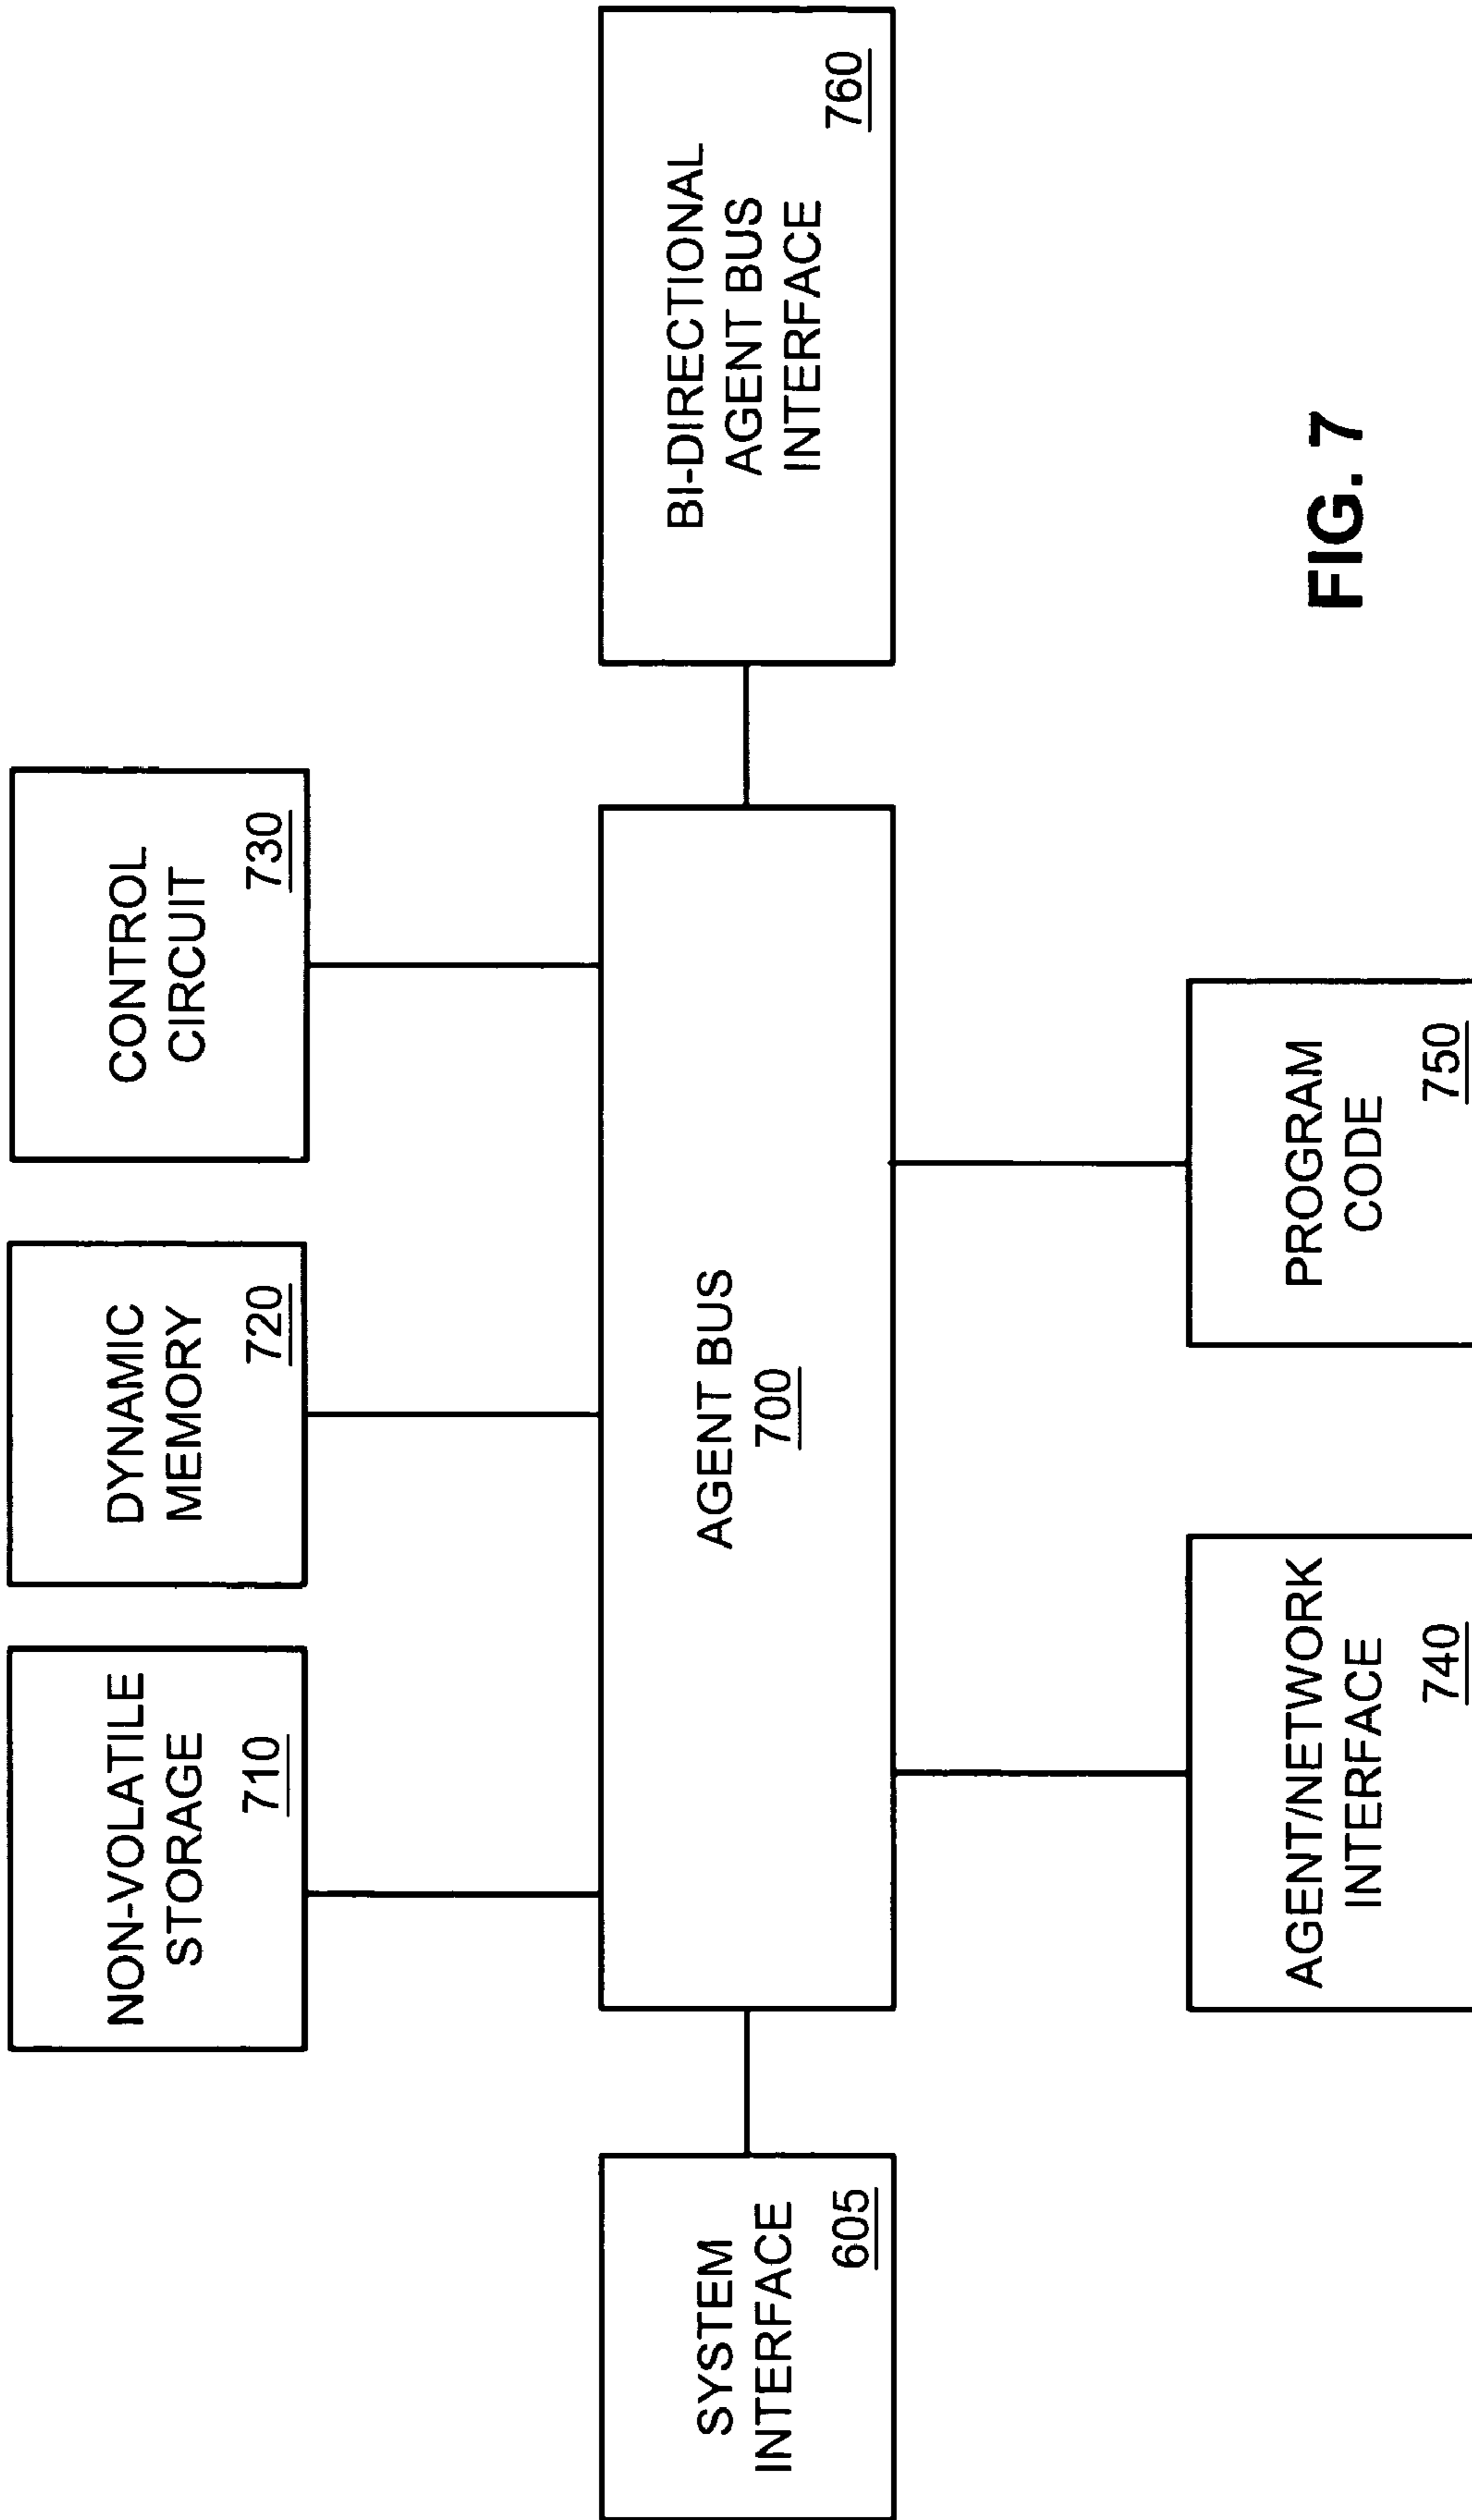 NON-VOLATILE
STORAGE
710
DYNAMIC
MEMORY
720
CONTROL
CIRCUIT
730
SYSTEM
INTERFACE
605
AGENT BUS
700
BI-DIRECTIONAL
AGENT BUS
INTERFACE
760
AGENT/NETWORK
INTERFACE
740
PROGRAM
CODE
750
FIG. 7